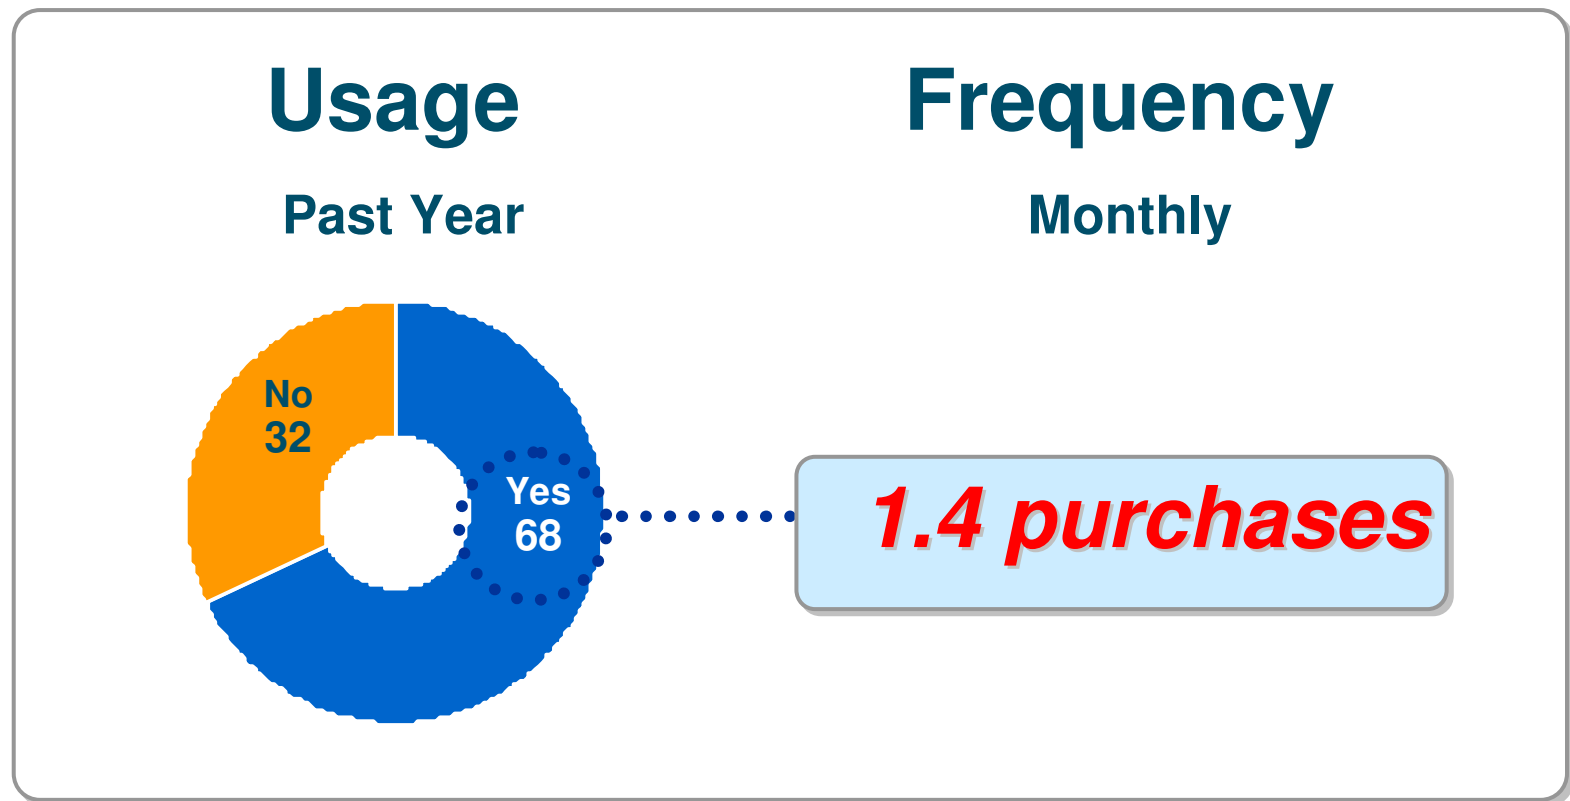 Usage
Past Year
No
32
Yes
68
Frequency
Monthly
1.4 purchases